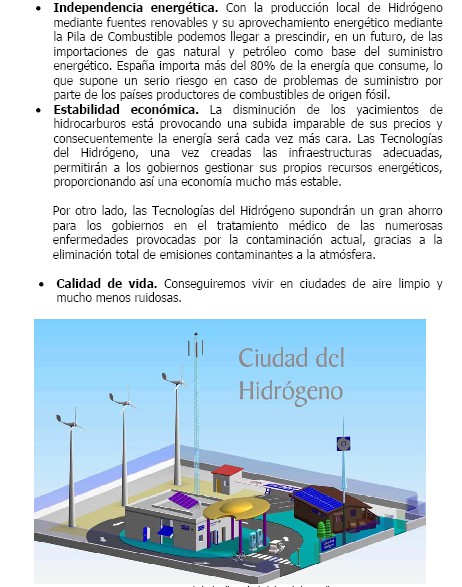 • Independencia energética. Con la producción local de Hidrógeno
mediante fuentes renovables y su aprovechamiento energético mediante
la Pila de Combustible podemos llegar a prescindir, en un futuro, de las
importaciones de gas natural y petróleo como base del suministro
energético. España importa más del 80% de la energía que consume, lo
que supone un serio riesgo en caso de problemas de suministro por
parte de los países productores de combustibles de origen fósil.
• Estabilidad económica. La disminución de los yacimientos de
hidrocarburos está provocando una subida imparable de sus precios y
consecuentemente la energía será cada vez más cara. Las Tecnologías
del Hidrógeno, una vez creadas las infraestructuras adecuadas,
permitirán a los gobiernos gestionar sus propios recursos energéticos,
proporcionando así una economía mucho más estable.
Por otro lado, las Tecnologías del Hidrógeno supondrán un gran ahorro
para los gobiernos en el tratamiento médico de las numerosas
enfermedades provocadas por la contaminación actual, gracias a la
eliminación total de emisiones contaminantes a la atmósfera.
• Calidad de vida. Conseguiremos vivir en ciudades de aire limpio y
mucho menos ruidosas.
Ciudad del
Hidrógeno